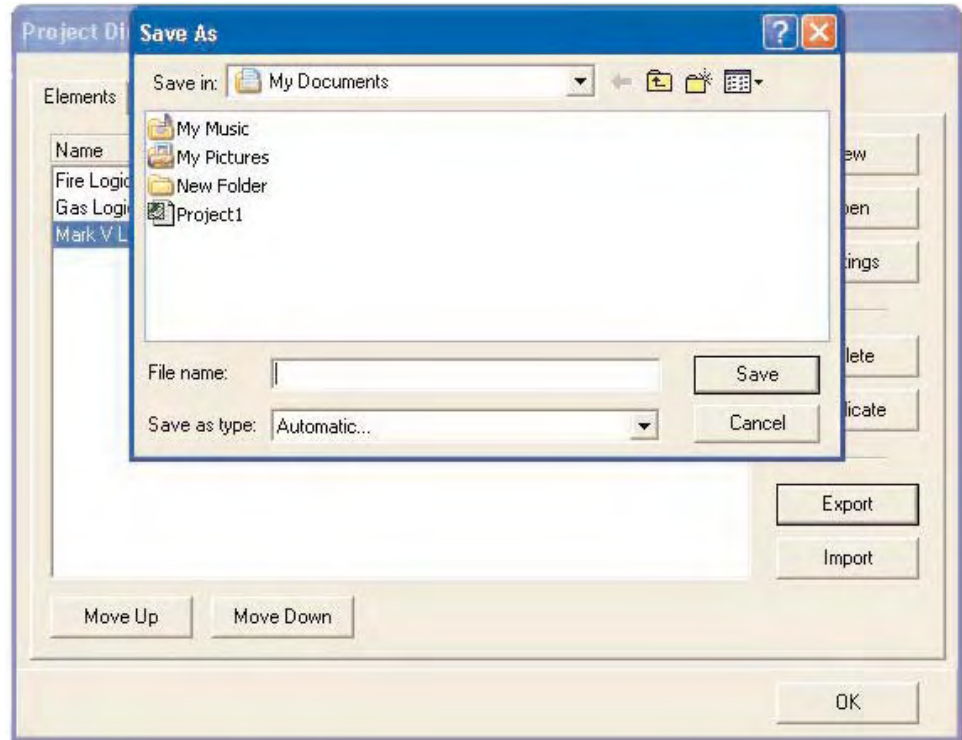 Project Di
Save As
Save in: My Documents
Elements
My Music
My Pictures
New Folder
Project1
Name
Fire Logic
Gas Logi
Mark V L
ew
pen
tings
lete
licate
File name:
Save
Save as type: Automatic...
Cancel
Export
Import
Move Up Move Down
OK